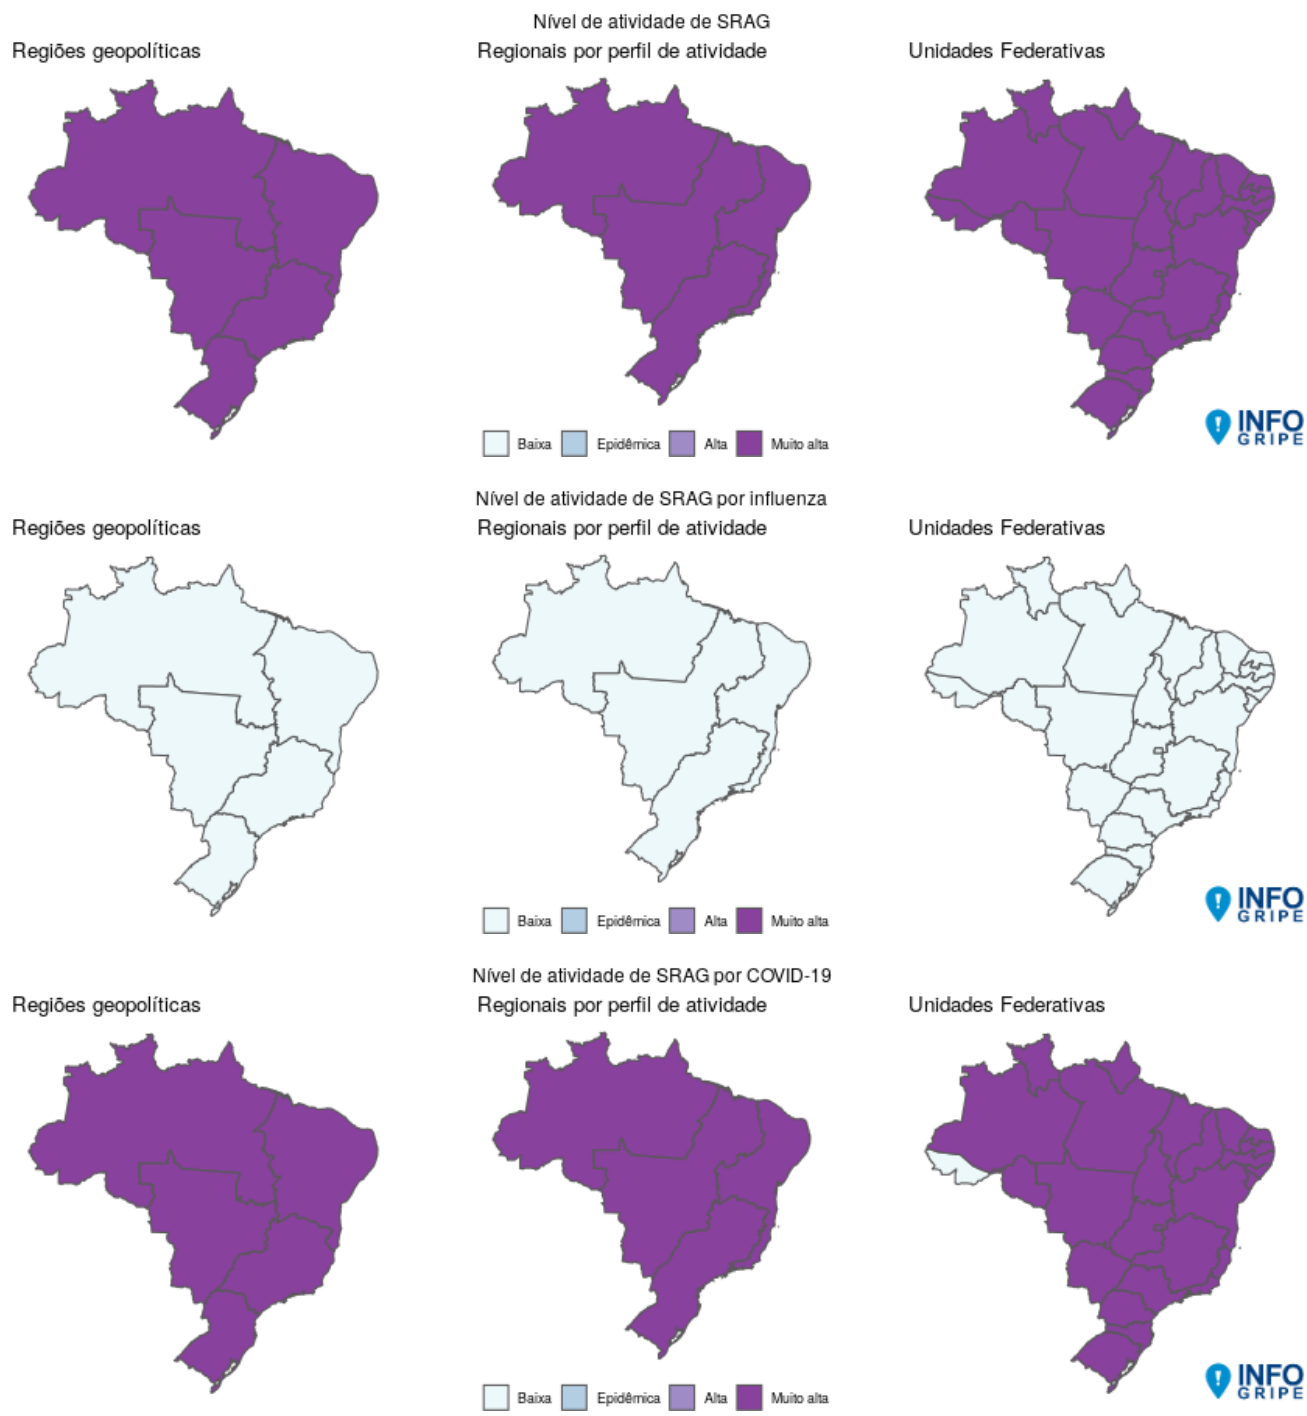 Nível de atividade de SRAG
Regiões geopolíticas
Regionais por perfil de atividade
Unidades Federativas
Baixa
Epidêmica
Alta
Muito alta
INFO
GRIPE
Nível de atividade de SRAG por influenza
Regiões geopolíticas
Regionais por perfil de atividade
Unidades Federativas
Baixa
Epidêmica
Alta
Muito alta
INFO
GRIPE
Nível de atividade de SRAG por COVID-19
Regiões geopolíticas
Regionais por perfil de atividade
Unidades Federativas
Baixa
Epidêmica
Alta
Muito alta
INFO
GRIPE